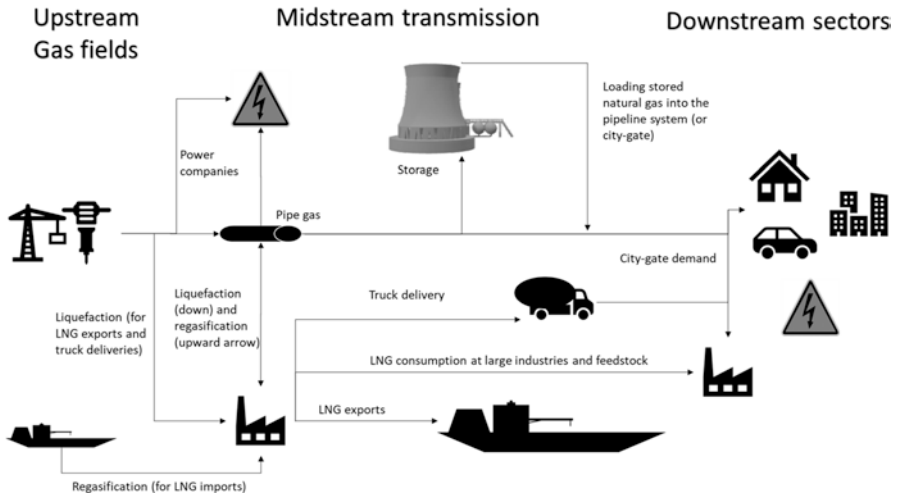 Upstream
Gas fields
Midstream transmission
Downstream sectors
Power
companies
Storage
Loading stored
natural gas into the
pipeline system (or
city-gate)
Pipe gas
City-gate demand
Liquefaction (for
LNG exports and
truck deliveries)
Liquefaction
(down) and
regasification
(upward arrow)
Truck delivery
LNG consumption at large industries and feedstock
LNG exports
Regasification (for LNG imports)